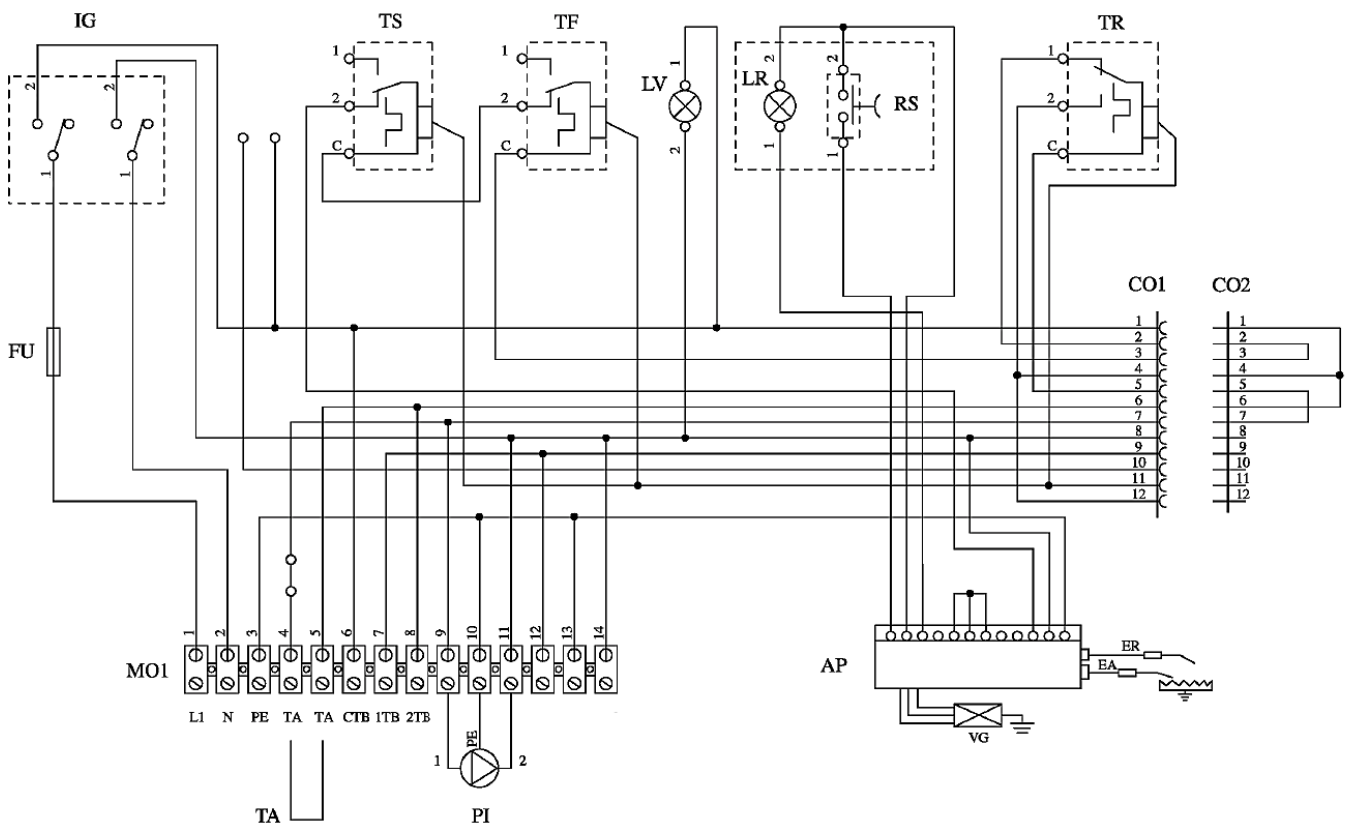 IG TS TF TR
1 1 1
2 2 2 2 1 2 2 2
LV LR RS
C C C
1 1 2 1 1
CO1 CO2
FU
1 1
2 2
3 3
4 4
5 5
6 6
7 7
8 8
9 9
10 10
11 11
12 12
1 2 3 4 5 6 7 8 9 10 11 12 13 14
MO1 AP ER
EA
L1 N PE TA TA CTB 1TB 2TB
PE VG
1 2
TA PI